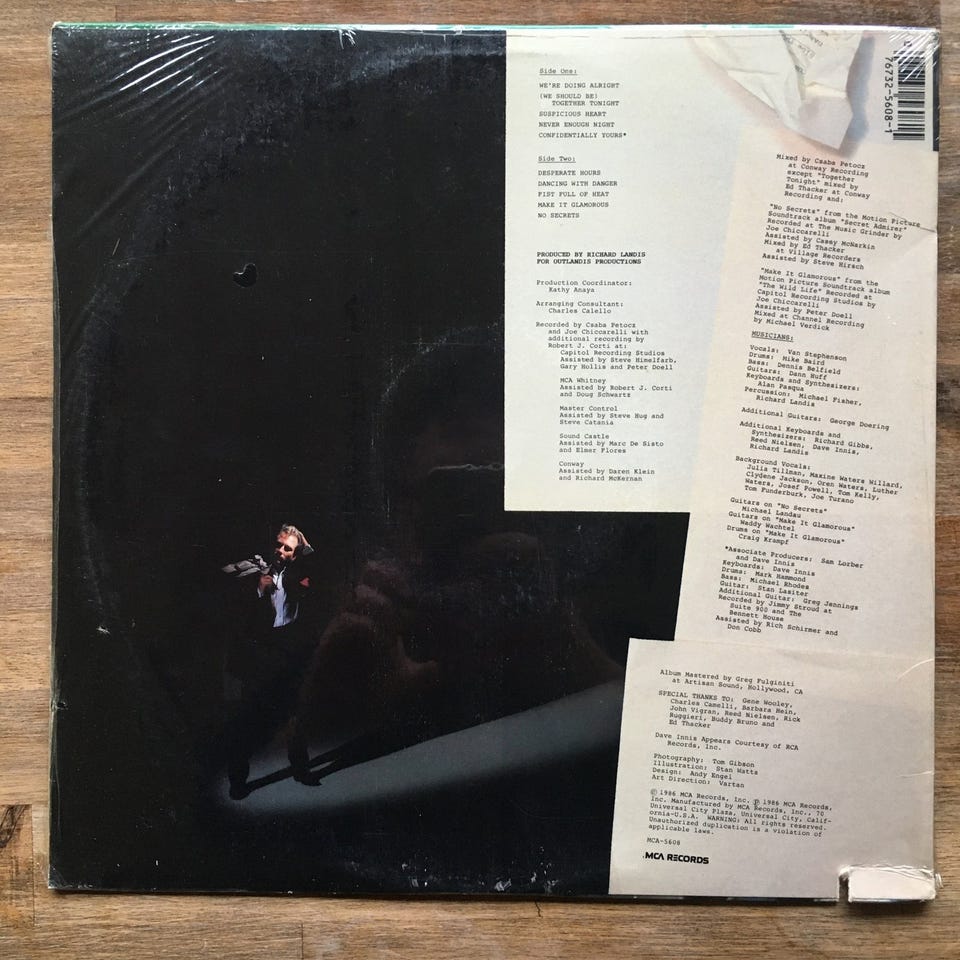 Side One:
WE'RE DOING ALRIGHT
(WE SHOULD BE)
TOGETHER TONIGHT
SUSPICIOUS HEART
NEVER ENOUGH NIGHT
CONFIDENTIALLY YOURS*
Side Two:
DESPERATE HOURS
DANCING WITH DANGER
FIST FULL OF HEAT
MAKE IT GLAMOROUS
NO SECRETS
PRODUCED BY RICHARD LANDIS
FOR OUTLANDIS PRODUCTIONS
Production Coordinator:
Kathy Anaya
Arranging Consultant:
Charles Calello
Recorded by Csaba Petocz
and Joe Chiccarelli with
additional recording by
Robert J. Corti at:
Capitol Recording Studios
Assisted by Steve Himelfarb,
Gary Hollis and Peter Doell
MCA Whitney
Assisted by Robert J. Corti
and Doug Schwartz
Master Control
Assisted by Steve Hug and
Steve Catania
Sound Castle
Assisted by Marc De Sisto
and Elmer Flores
Conway
Assisted by Daren Klein
and Richard McKernan
76732-5608-1
Mixed by Csaba Petocz
at Conway Recording
except "Together
Tonight" mixed by
Ed Thacker at Conway
Recording and:
"No Secrets" from the Motion Picture
Soundtrack album "Secret Admirer"
Recorded at The Music Grinder by
Joe Chiccarelli
Assisted by Casey McNarkin
Mixed by Ed Thacker
at Village Recorders
Assisted by Steve Hirsch
"Make It Glamorous" from the
Motion Picture Soundtrack album
"The Wild Life" Recorded at
Capitol Recording Studios by
Joe Chiccarelli
Assisted by Peter Doell
Mixed at Channel Recording
by Michael Verdick
MUSICIANS:
Vocals: Van Stephenson
Drums: Mike Baird
Bass: Dennis Belfield
Guitars: Dann Huff
Keyboards and Synthesizers:
Alan Pasqua
Percussion: Michael Fisher,
Richard Landis
Additional Guitars: George Doering
Additional Keyboards and
Synthesizers: Richard Gibbs,
Reed Nielsen, Dave Innis,
Richard Landis
Background Vocals:
Julia Tillman, Maxine Waters Willard,
Clydene Jackson, Oren Waters, Luther
Waters, Josef Powell, Tom Kelly,
Tom Funderburk, Joe Turano
Guitars on "No Secrets"
Michael Landau
Guitars on "Make It Glamorous"
Waddy Wachtel
Drums on "Make It Glamorous"
Craig Krampf
*Associate Producers: Sam Lorber
and Dave Innis
Keyboards: Dave Innis
Drums: Mark Hammond
Bass: Michael Rhodes
Guitar: Stan Lasiter
Additional Guitar: Greg Jennings
Recorded by Jimmy Stroud at
Suite 900 and The
Bennett House
Assisted by Rich Schirmer and
Don Cobb
Album Mastered by Greg Fulginiti
at Artisan Sound, Hollywood, CA
SPECIAL THANKS TO: Gene Wooley,
Charles Camelli, Barbara Hein,
John Vigran, Reed Nielsen, Rick
Ruggieri, Buddy Bruno and
Ed Thacker
Dave Innis Appears Courtesy of RCA
Records, Inc.
Photography: Tom Gibson
Illustration: Stan Watts
Design: Andy Engel
Art Direction: Vartan
© 1986 MCA Records, Inc. ℗ 1986 MCA Records,
Inc. Manufactured by MCA Records, Inc., 70
Universal City Plaza, Universal City, Calif-
ornia-U.S.A. WARNING: All rights reserved.
Unauthorized duplication is a violation of
applicable laws.
MCA-5608
MCA RECORDS